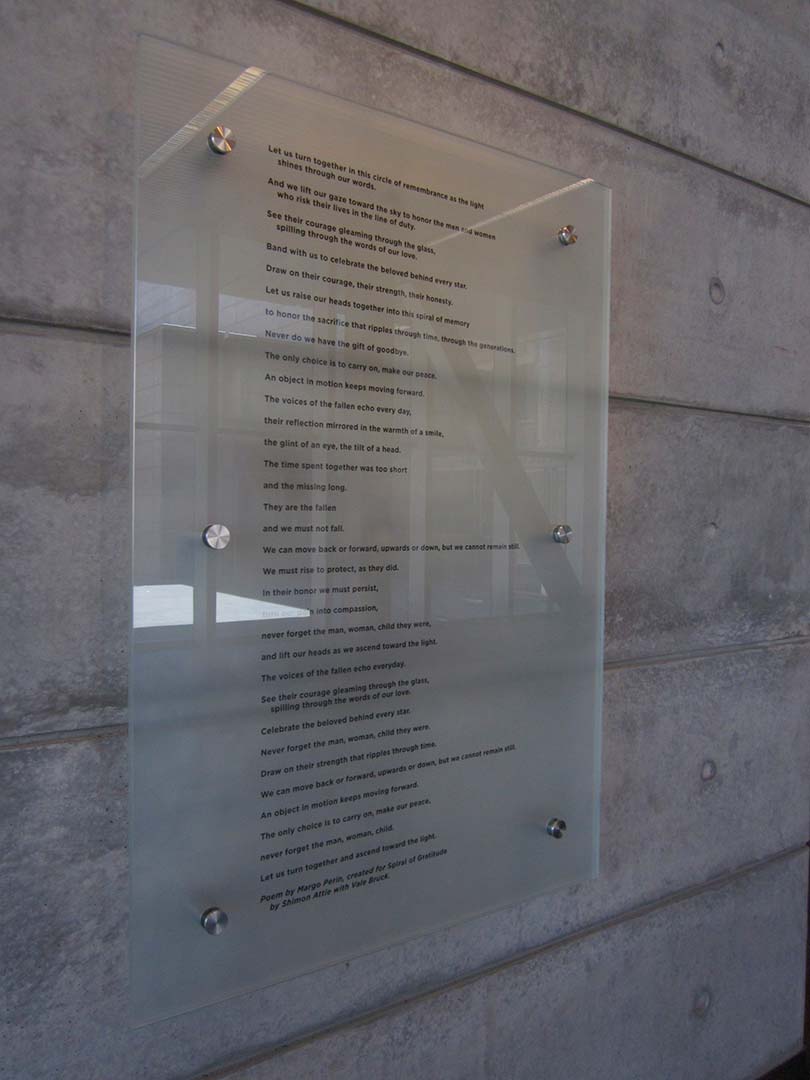 Let us turn together in this circle of remembrance as the light
shines through our words.
And we lift our gaze toward the sky to honor the men and women
who risk their lives in the line of duty.
See their courage gleaming through the glass,
spilling through the words of our love.
Band with us to celebrate the beloved behind every star.
Draw on their courage, their strength, their honesty.
Let us raise our heads together into this spiral of memory
to honor the sacrifice that ripples through time, through the generations.
Never do we have the gift of goodbye.
The only choice is to carry on, make our peace.
An object in motion keeps moving forward.
The voices of the fallen echo every day,
their reflection mirrored in the warmth of a smile,
the glint of an eye, the tilt of a head.
The time spent together was too short
and the missing long.
They are the fallen
and we must not fall.
We can move back or forward, upwards or down, but we cannot remain still.
We must rise to protect, as they did.
In their honor we must persist,
turn our pain into compassion,
never forget the man, woman, child they were,
and lift our heads as we ascend toward the light.
The voices of the fallen echo everyday.
See their courage gleaming through the glass,
spilling through the words of our love.
Celebrate the beloved behind every star.
Never forget the man, woman, child they were.
Draw on their strength that ripples through time.
We can move back or forward, upwards or down, but we cannot remain still.
An object in motion keeps moving forward.
The only choice is to carry on, make our peace,
never forget the man, woman, child.
Let us turn together and ascend toward the light.
Poem by Margo Perin, created for Spiral of Gratitude
by Shimon Attie with Vale Bruck.